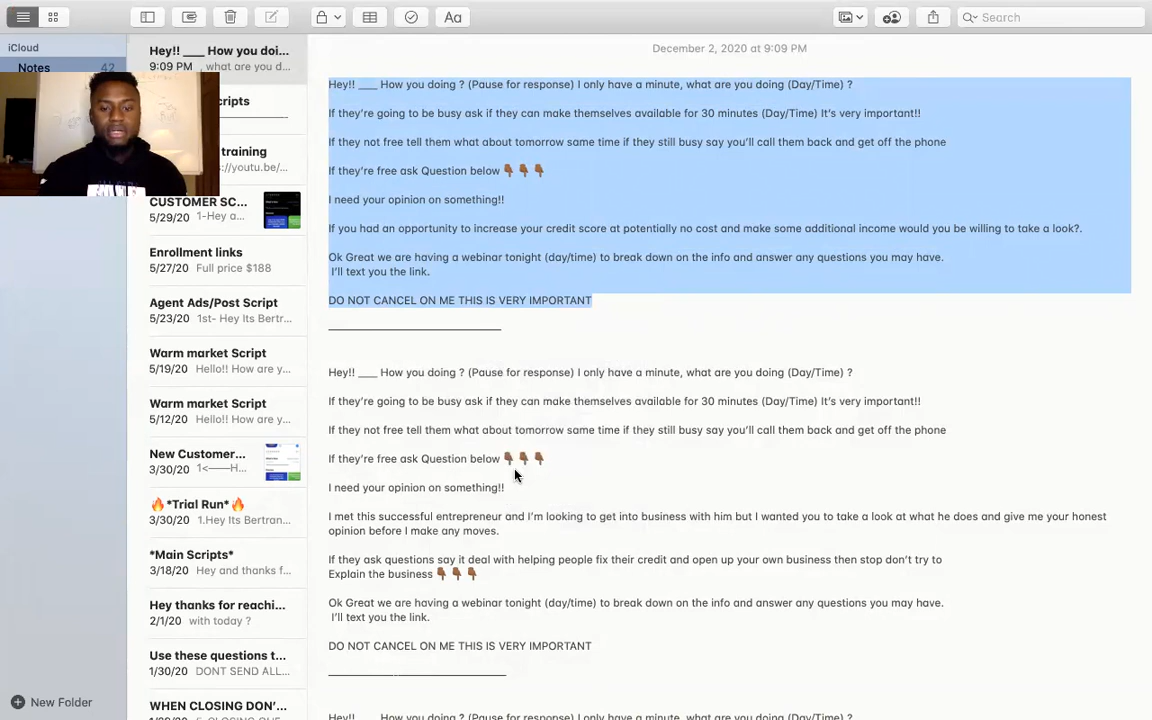 Aa
Search
iCloud
Notes 42
Hey!! ____ How you doi...
9:09 PM , what are you d...
cripts
training
s://youtu.be/...
CUSTOMER SC...
5/29/20 1-Hey a...
Enrollment links
5/27/20 Full price $188
Agent Ads/Post Script
5/23/20 1st- Hey Its Bertr...
Warm market Script
5/19/20 Hello!! How are y...
Warm market Script
5/12/20 Hello!! How are y...
New Customer...
3/30/20 1<——H...
🔥*Trial Run*🔥
3/30/20 1.Hey Its Bertran...
*Main Scripts*
3/18/20 Hey and thanks f...
Hey thanks for reachi...
2/1/20 with today ?
Use these questions t...
1/30/20 DONT SEND ALL...
WHEN CLOSING DON'...
New Folder
December 2, 2020 at 9:09 PM
Hey!! ____ How you doing ? (Pause for response) I only have a minute, what are you doing (Day/Time) ?
If they're going to be busy ask if they can make themselves available for 30 minutes (Day/Time) It's very important!!
If they not free tell them what about tomorrow same time if they still busy say you'll call them back and get off the phone
If they're free ask Question below 👇🏾👇🏾👇🏾
I need your opinion on something!!
If you had an opportunity to increase your credit score at potentially no cost and make some additional income would you be willing to take a look?.
Ok Great we are having a webinar tonight (day/time) to break down on the info and answer any questions you may have.
I'll text you the link.
DO NOT CANCEL ON ME THIS IS VERY IMPORTANT
Hey!! ____ How you doing ? (Pause for response) I only have a minute, what are you doing (Day/Time) ?
If they're going to be busy ask if they can make themselves available for 30 minutes (Day/Time) It's very important!!
If they not free tell them what about tomorrow same time if they still busy say you'll call them back and get off the phone
If they're free ask Question below 👇🏾👇🏾👇🏾
I need your opinion on something!!
I met this successful entrepreneur and I'm looking to get into business with him but I wanted you to take a look at what he does and give me your honest
opinion before I make any moves.
If they ask questions say it deal with helping people fix their credit and open up your own business then stop don't try to
Explain the business 👇🏾👇🏾👇🏾
Ok Great we are having a webinar tonight (day/time) to break down on the info and answer any questions you may have.
I'll text you the link.
DO NOT CANCEL ON ME THIS IS VERY IMPORTANT
Hey!! ____ How you doing ? (Pause for response) I only have a minute, what are you doing (Day/Time) ?